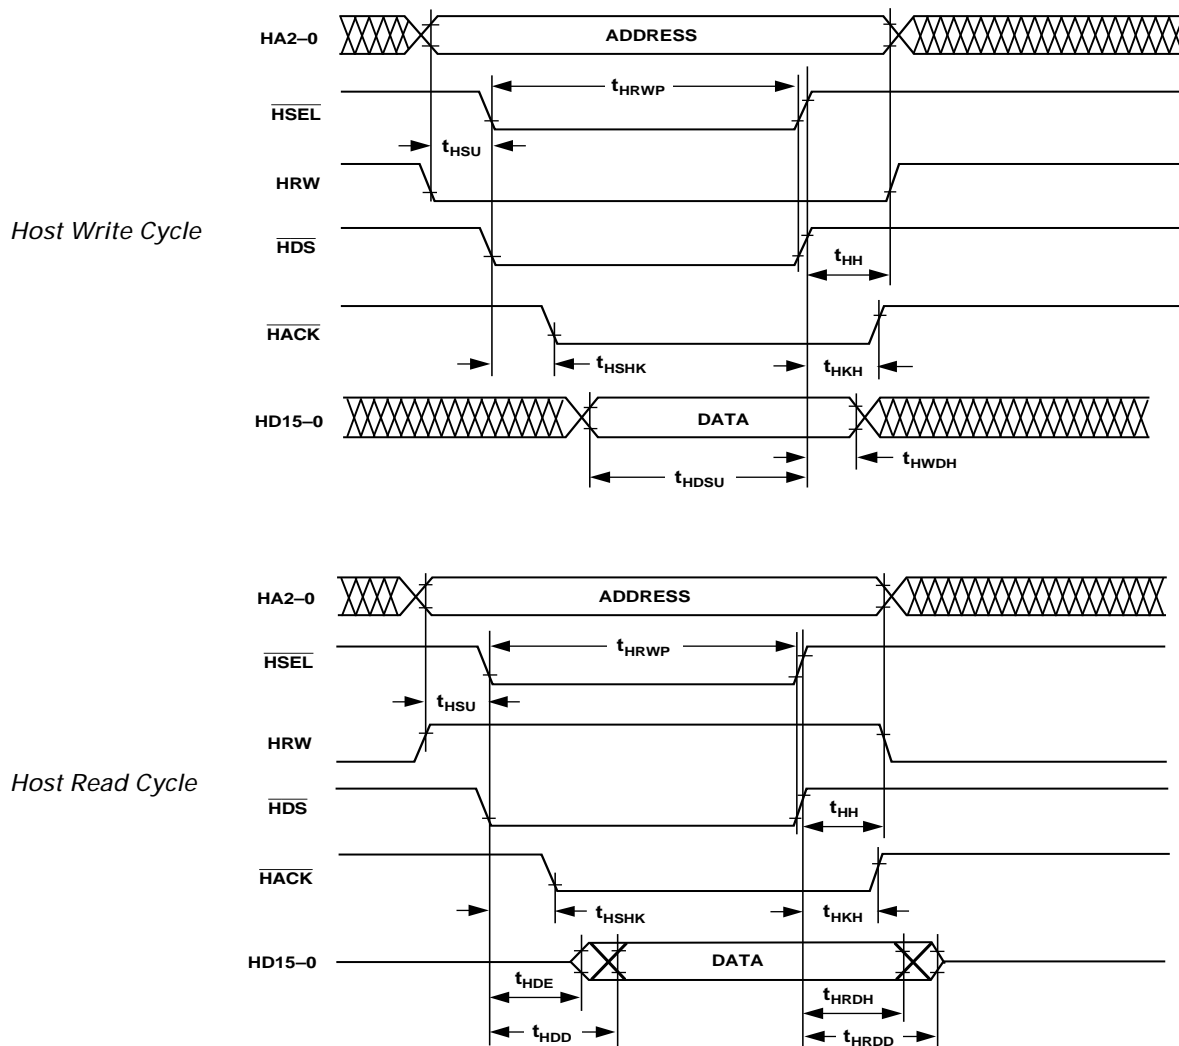 HA2–0
ADDRESS
tHRWP
HSEL
tHSU
HRW
Host Write Cycle
HDS
tHH
HACK
tHSHK
tHKH
HD15–0
DATA
tHWDH
tHDSU
HA2–0
ADDRESS
tHRWP
HSEL
tHSU
HRW
Host Read Cycle
HDS
tHH
HACK
tHSHK
tHKH
HD15–0
DATA
tHDE
tHRDH
tHDD
tHRDD